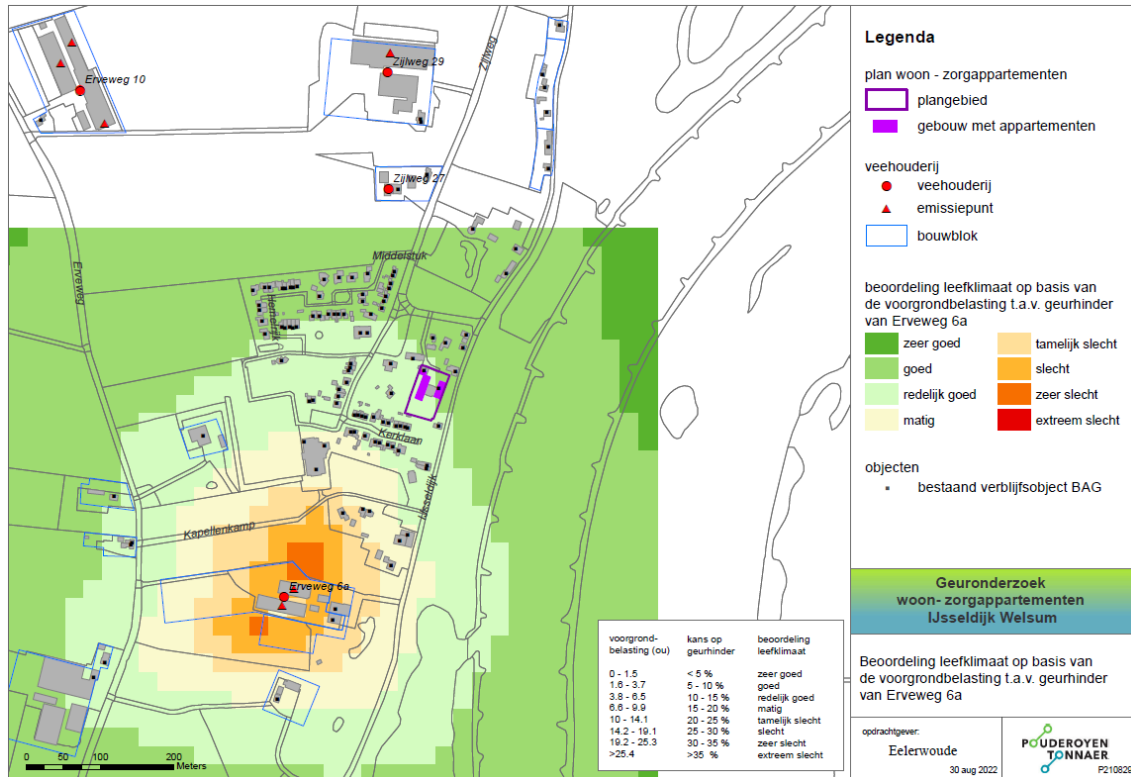 Erveweg 10
Zijlweg 29
Zijlweg
Zijlweg 27
Middelstuk
Erveweg
Hemelrijk
Kerklaan
IJsseldijk
Kapellenkamp
Erveweg 6a
0 50 100 200
Meters
voorgrond-belasting (ou) kans op geurhinder beoordeling leefklimaat
0 - 1.5 < 5 % zeer goed
1.6 - 3.7 5 - 10 % goed
3.8 - 6.5 10 - 15 % redelijk goed
6.6 - 9.9 15 - 20 % matig
10 - 14.1 20 - 25 % tamelijk slecht
14.2 - 19.1 25 - 30 % slecht
19.2 - 25.3 30 - 35 % zeer slecht
>25.4 >35 % extreem slecht
Legenda
plan woon - zorgappartementen
plangebied
gebouw met appartementen
veehouderij
veehouderij
emissiepunt
bouwblok
beoordeling leefklimaat op basis van
de voorgrondbelasting t.a.v. geurhinder
van Erveweg 6a
zeer goed tamelijk slecht
goed slecht
redelijk goed zeer slecht
matig extreem slecht
objecten
bestaand verblijfsobject BAG
Geuronderzoek
woon- zorgappartementen
IJsseldijk Welsum
Beoordeling leefklimaat op basis van
de voorgrondbelasting t.a.v. geurhinder
van Erveweg 6a
opdrachtgever:
Eelerwoude
30 aug 2022
POUDEROYEN
TONNAER
P210829